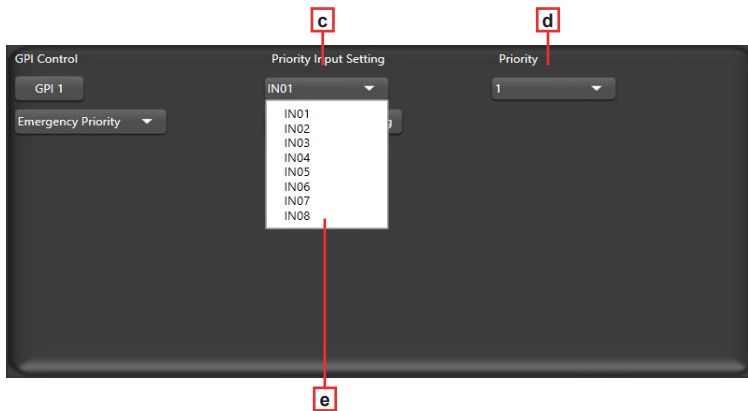 c
d
GPI Control
Priority Input Setting
Priority
GPI 1
IN01
1
Emergency Priority
g
IN01
IN02
IN03
IN04
IN05
IN06
IN07
IN08
e